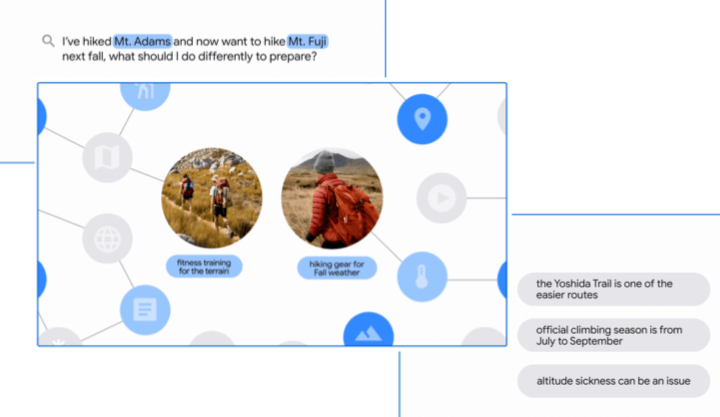 I've hiked Mt. Adams and now want to hike Mt. Fuji
next fall, what should I do differently to prepare?
fitness training
for the terrain
hiking gear for
Fall weather
the Yoshida Trail is one of the
easier routes
official climbing season is from
July to September
altitude sickness can be an issue